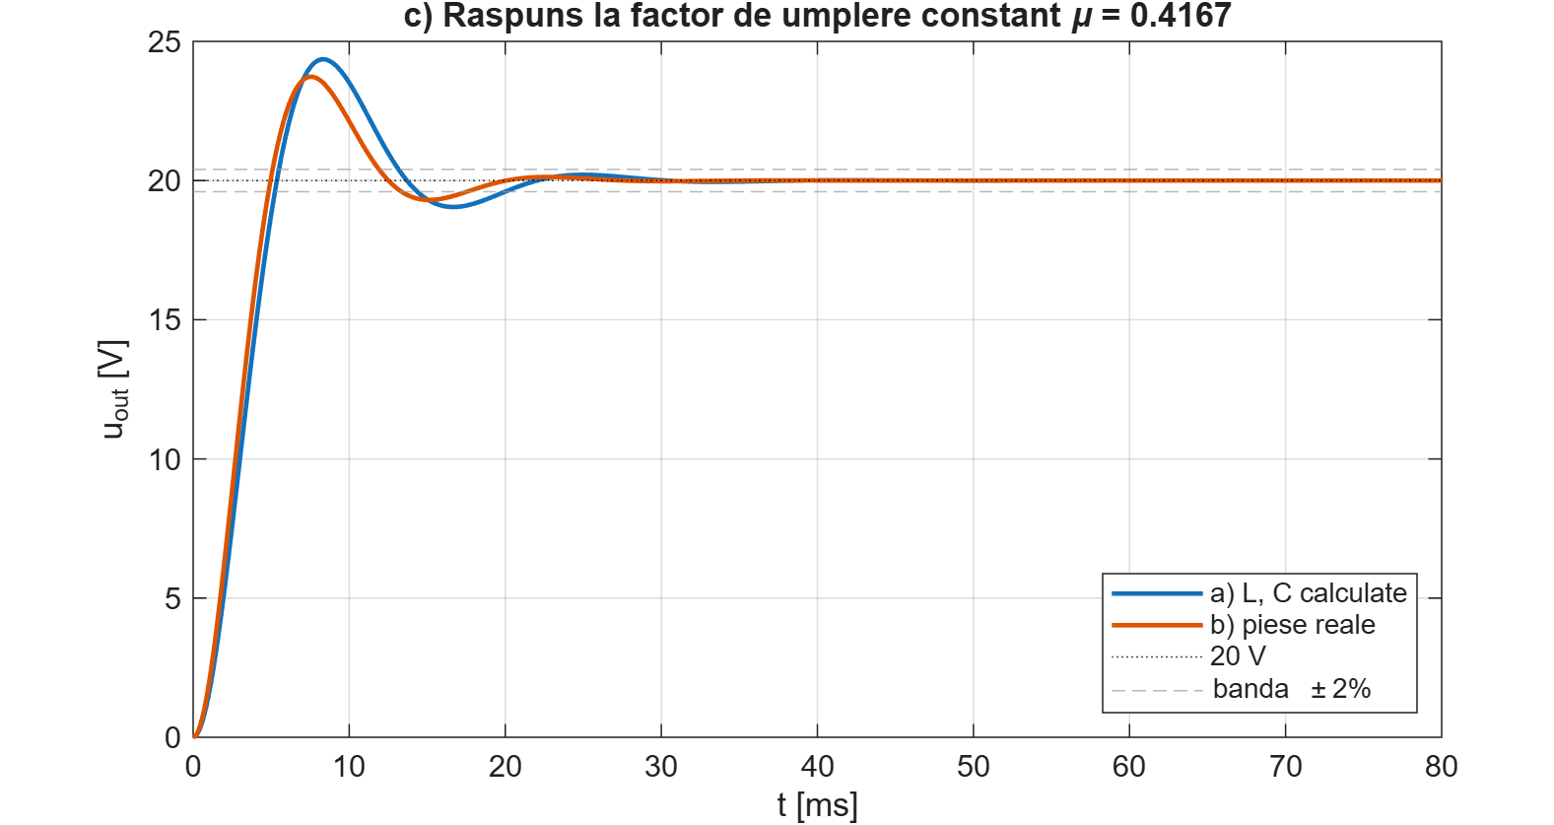 c) Raspuns la factor de umplere constant μ = 0.4167
25
20
15
10
5
0
u_out [V]
0 10 20 30 40 50 60 70 80
t [ms]
a) L, C calculate
b) piese reale
20 V
banda ± 2%